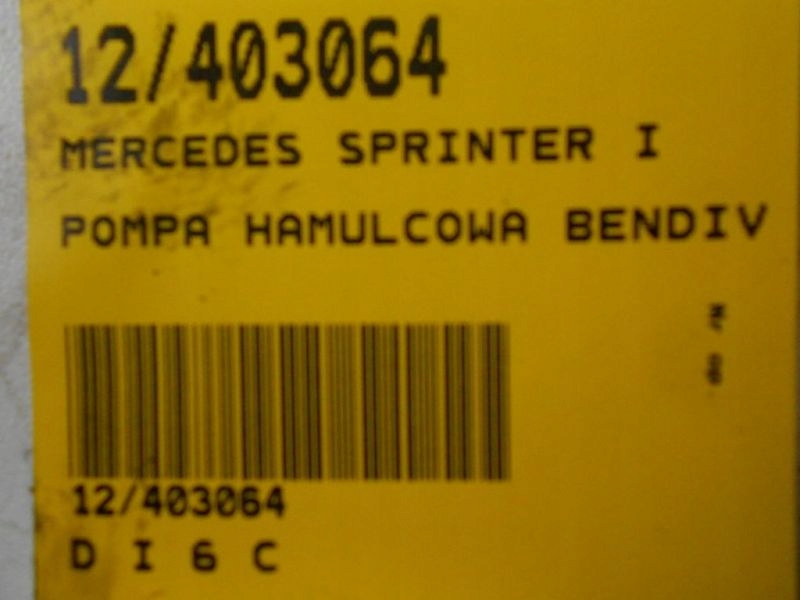 12/403064
MERCEDES SPRINTER I
POMPA HAMULCOWA BENDIV
12/403064
D I 6 C